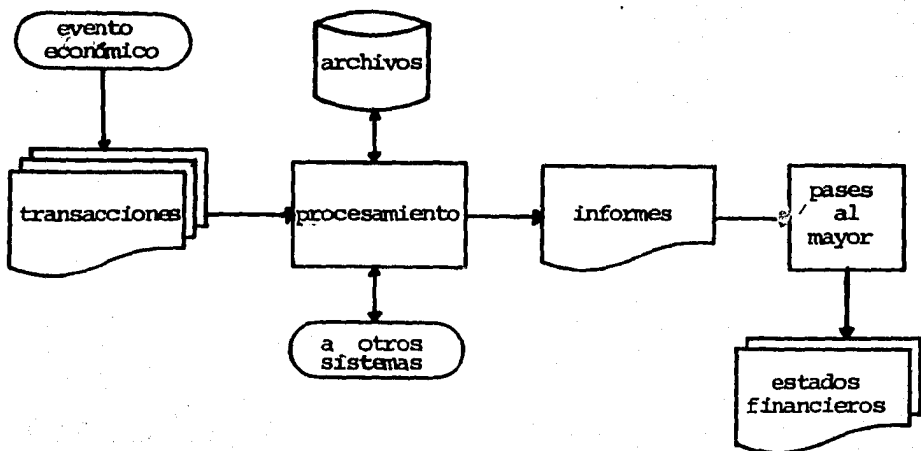 evento
económico
archivos
transacciones
procesamiento
informes
pases
al
mayor
a otros
sistemas
estados
financieros